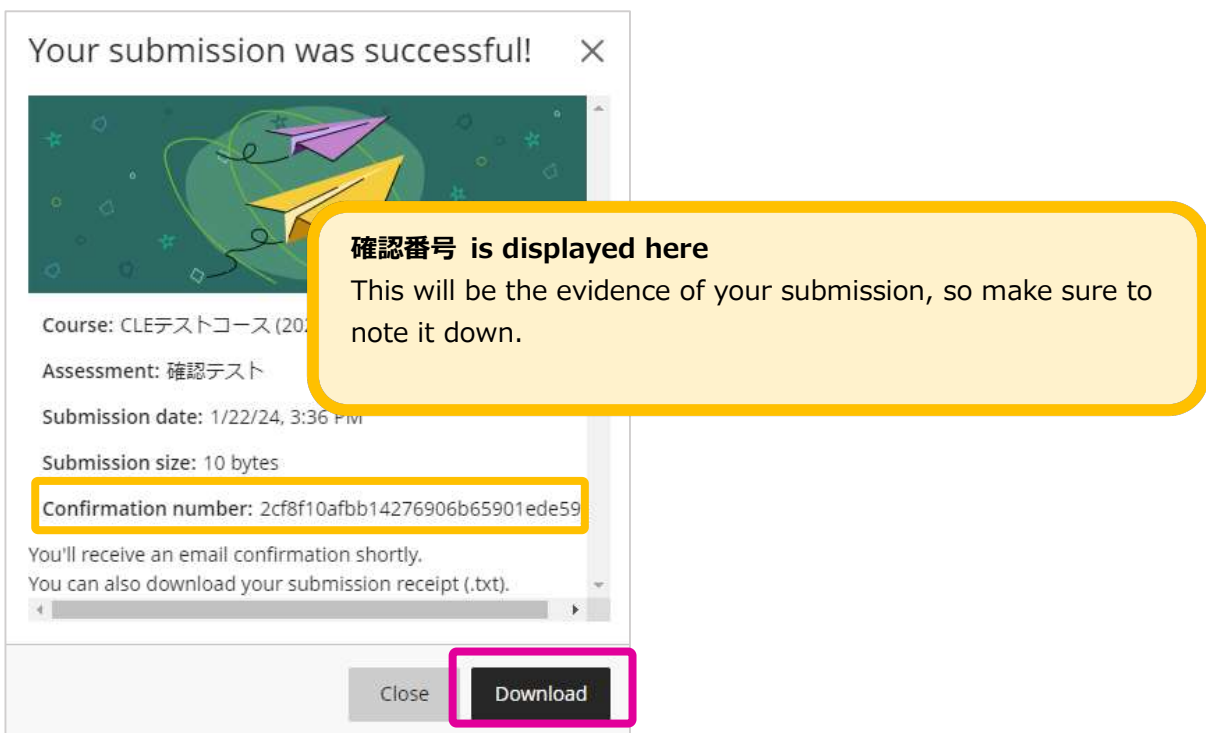 Your submission was successful!
確認番号 is displayed here
This will be the evidence of your submission, so make sure to
note it down.
Course: CLEテストコース (202
Assessment: 確認テスト
Submission date: 1/22/24, 3:36 PM
Submission size: 10 bytes
Confirmation number: 2cf8f10afbb14276906b65901ede59
You'll receive an email confirmation shortly.
You can also download your submission receipt (.txt).
Close
Download